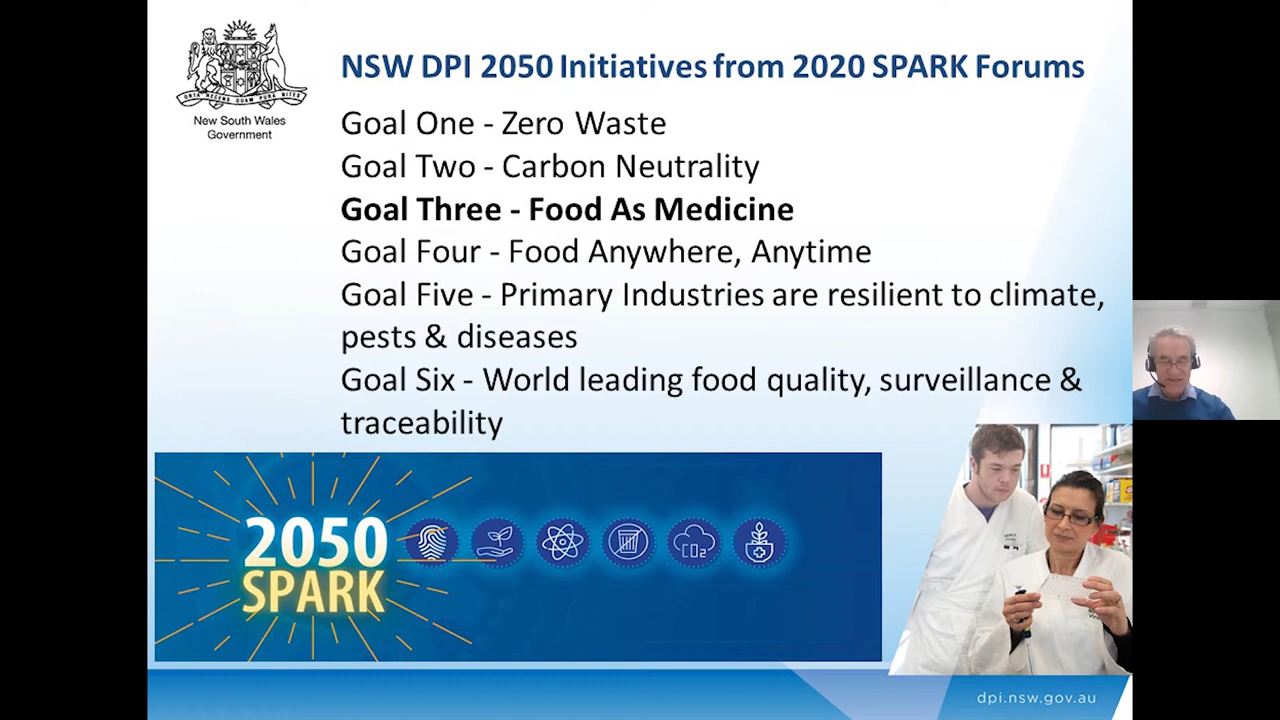 NSW DPI 2050 Initiatives from 2020 SPARK Forums
New South Wales
Government
Goal One - Zero Waste
Goal Two - Carbon Neutrality
Goal Three - Food As Medicine
Goal Four - Food Anywhere, Anytime
Goal Five - Primary Industries are resilient to climate,
pests & diseases
Goal Six - World leading food quality, surveillance &
traceability
2050
SPARK
CO2
dpi.nsw.gov.au